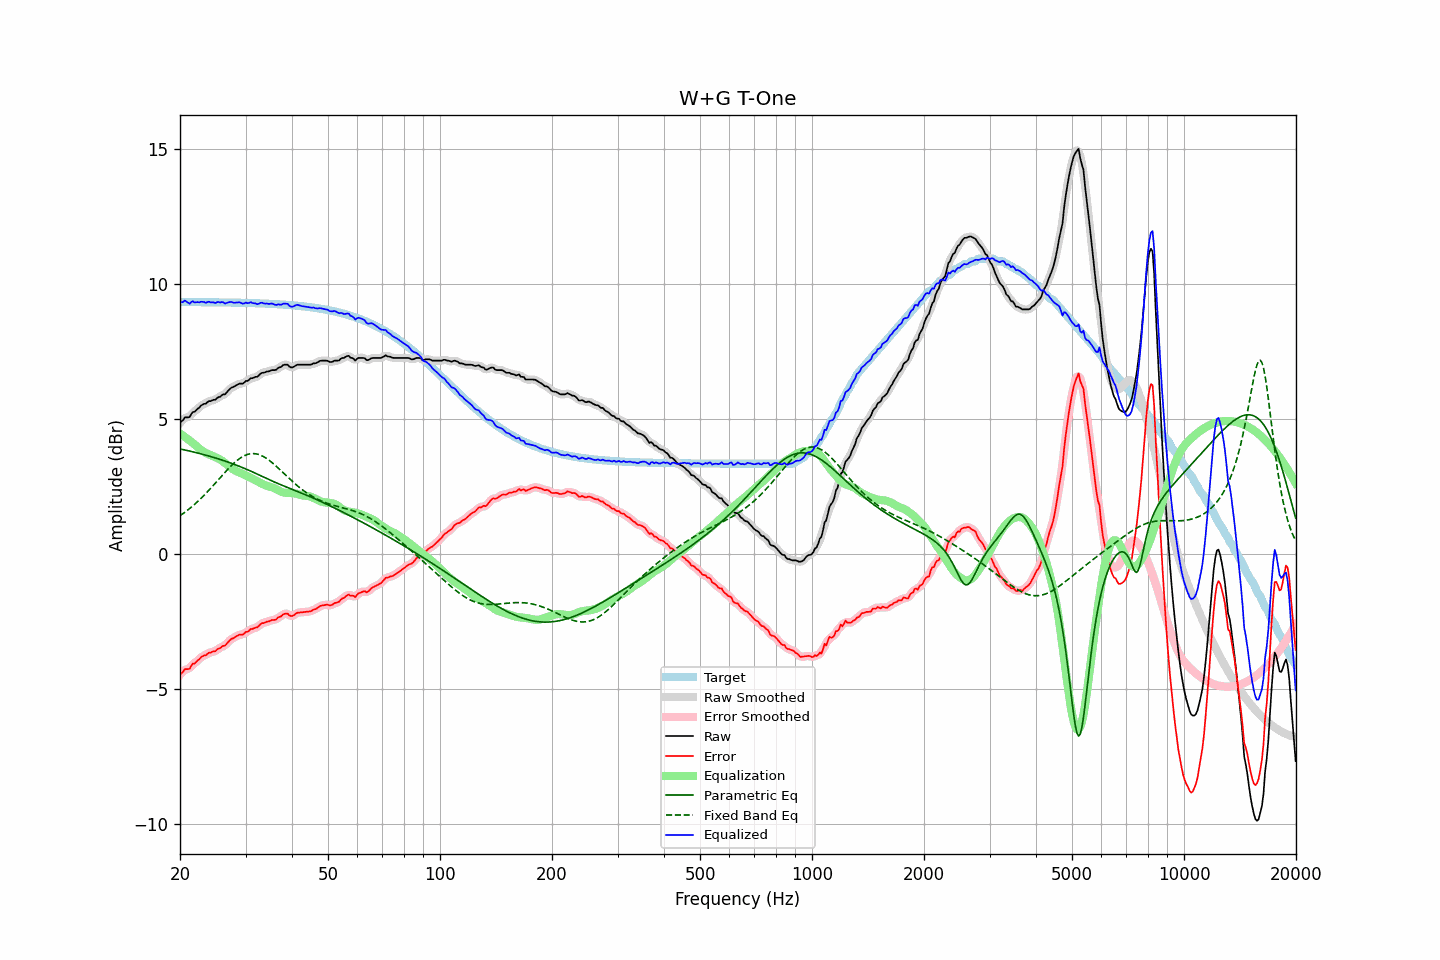 W+G T-One
Amplitude (dBr)
15
10
5
0
−5
−10
20
50
100
200
500
1000
2000
5000
10000
20000
Frequency (Hz)
Target
Raw Smoothed
Error Smoothed
Raw
Error
Equalization
Parametric Eq
Fixed Band Eq
Equalized